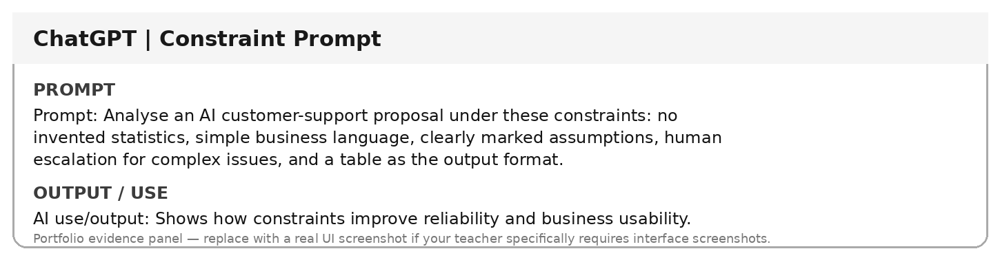 ChatGPT | Constraint Prompt
PROMPT
Prompt: Analyse an AI customer-support proposal under these constraints: no
invented statistics, simple business language, clearly marked assumptions, human
escalation for complex issues, and a table as the output format.
OUTPUT / USE
AI use/output: Shows how constraints improve reliability and business usability.
Portfolio evidence panel — replace with a real UI screenshot if your teacher specifically requires interface screenshots.